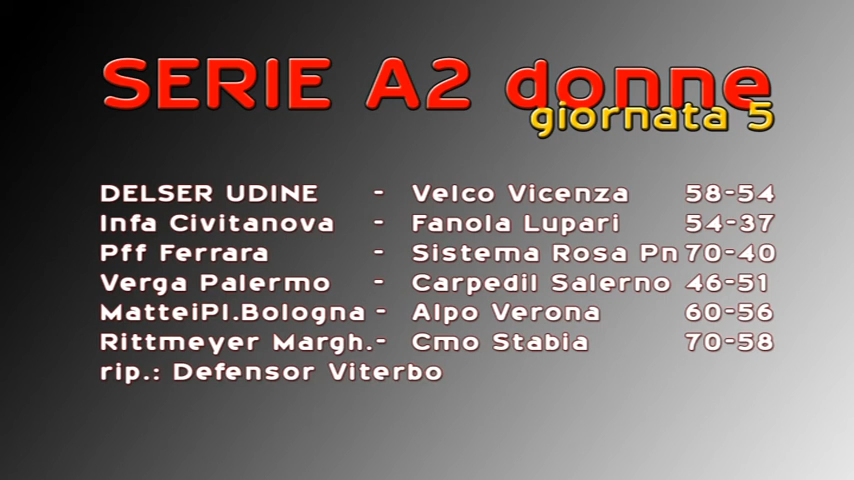 SERIE A2 donne
giornata 5
DELSER UDINE - Velco Vicenza 58-54
Infa Civitanova - Fanola Lupari 54-37
Pff Ferrara - Sistema Rosa Pn 70-40
Verga Palermo - Carpedil Salerno 46-51
MatteiPl.Bologna - Alpo Verona 60-56
Rittmeyer Margh.- Cmo Stabia 70-58
rip.: Defensor Viterbo